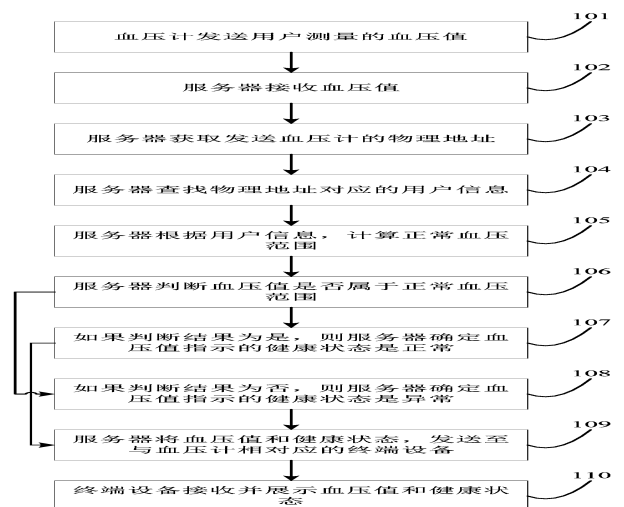 101
血压计发送用户测量的血压值
102
服务器接收血压值
103
服务器获取发送血压计的物理地址
104
服务器查找物理地址对应的用户信息
105
服务器根据用户信息，计算正常血压
范围
106
服务器判断血压值是否属于正常血压
范围
107
如果判断结果为是，则服务器确定血
压值指示的健康状态是正常
108
如果判断结果为否，则服务器确定血
压值指示的健康状态是异常
109
服务器将血压值和健康状态，发送至
与血压计相对应的终端设备
110
终端设备接收并展示血压值和健康状
态